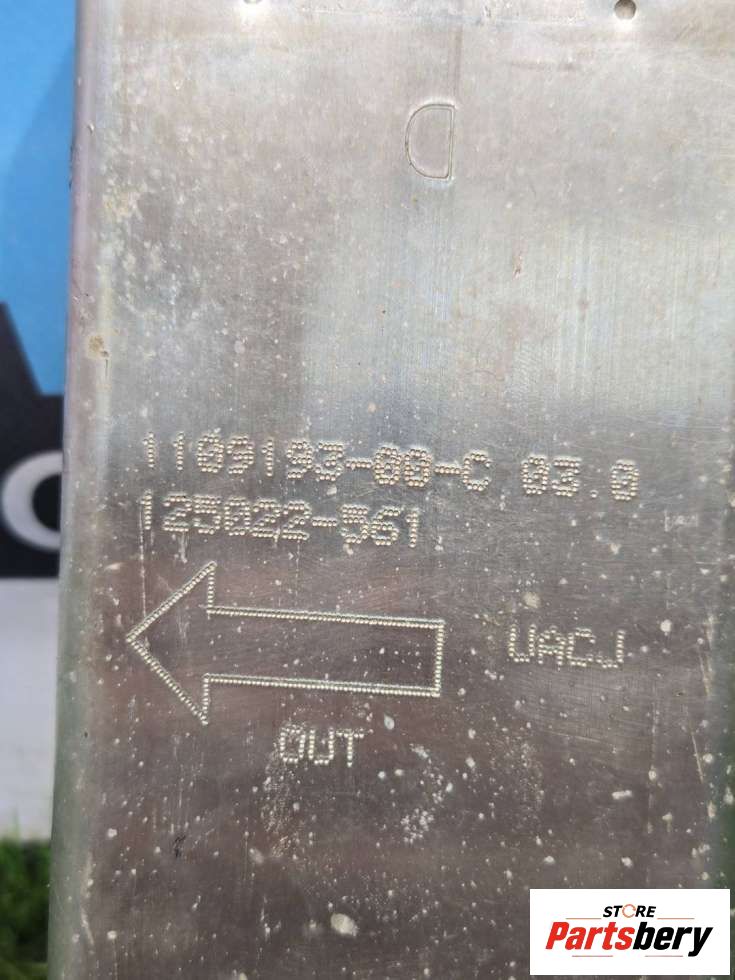 D
1109193-00-C 03.0
125022-561
UACJ
OUT
STORE
Partsbery